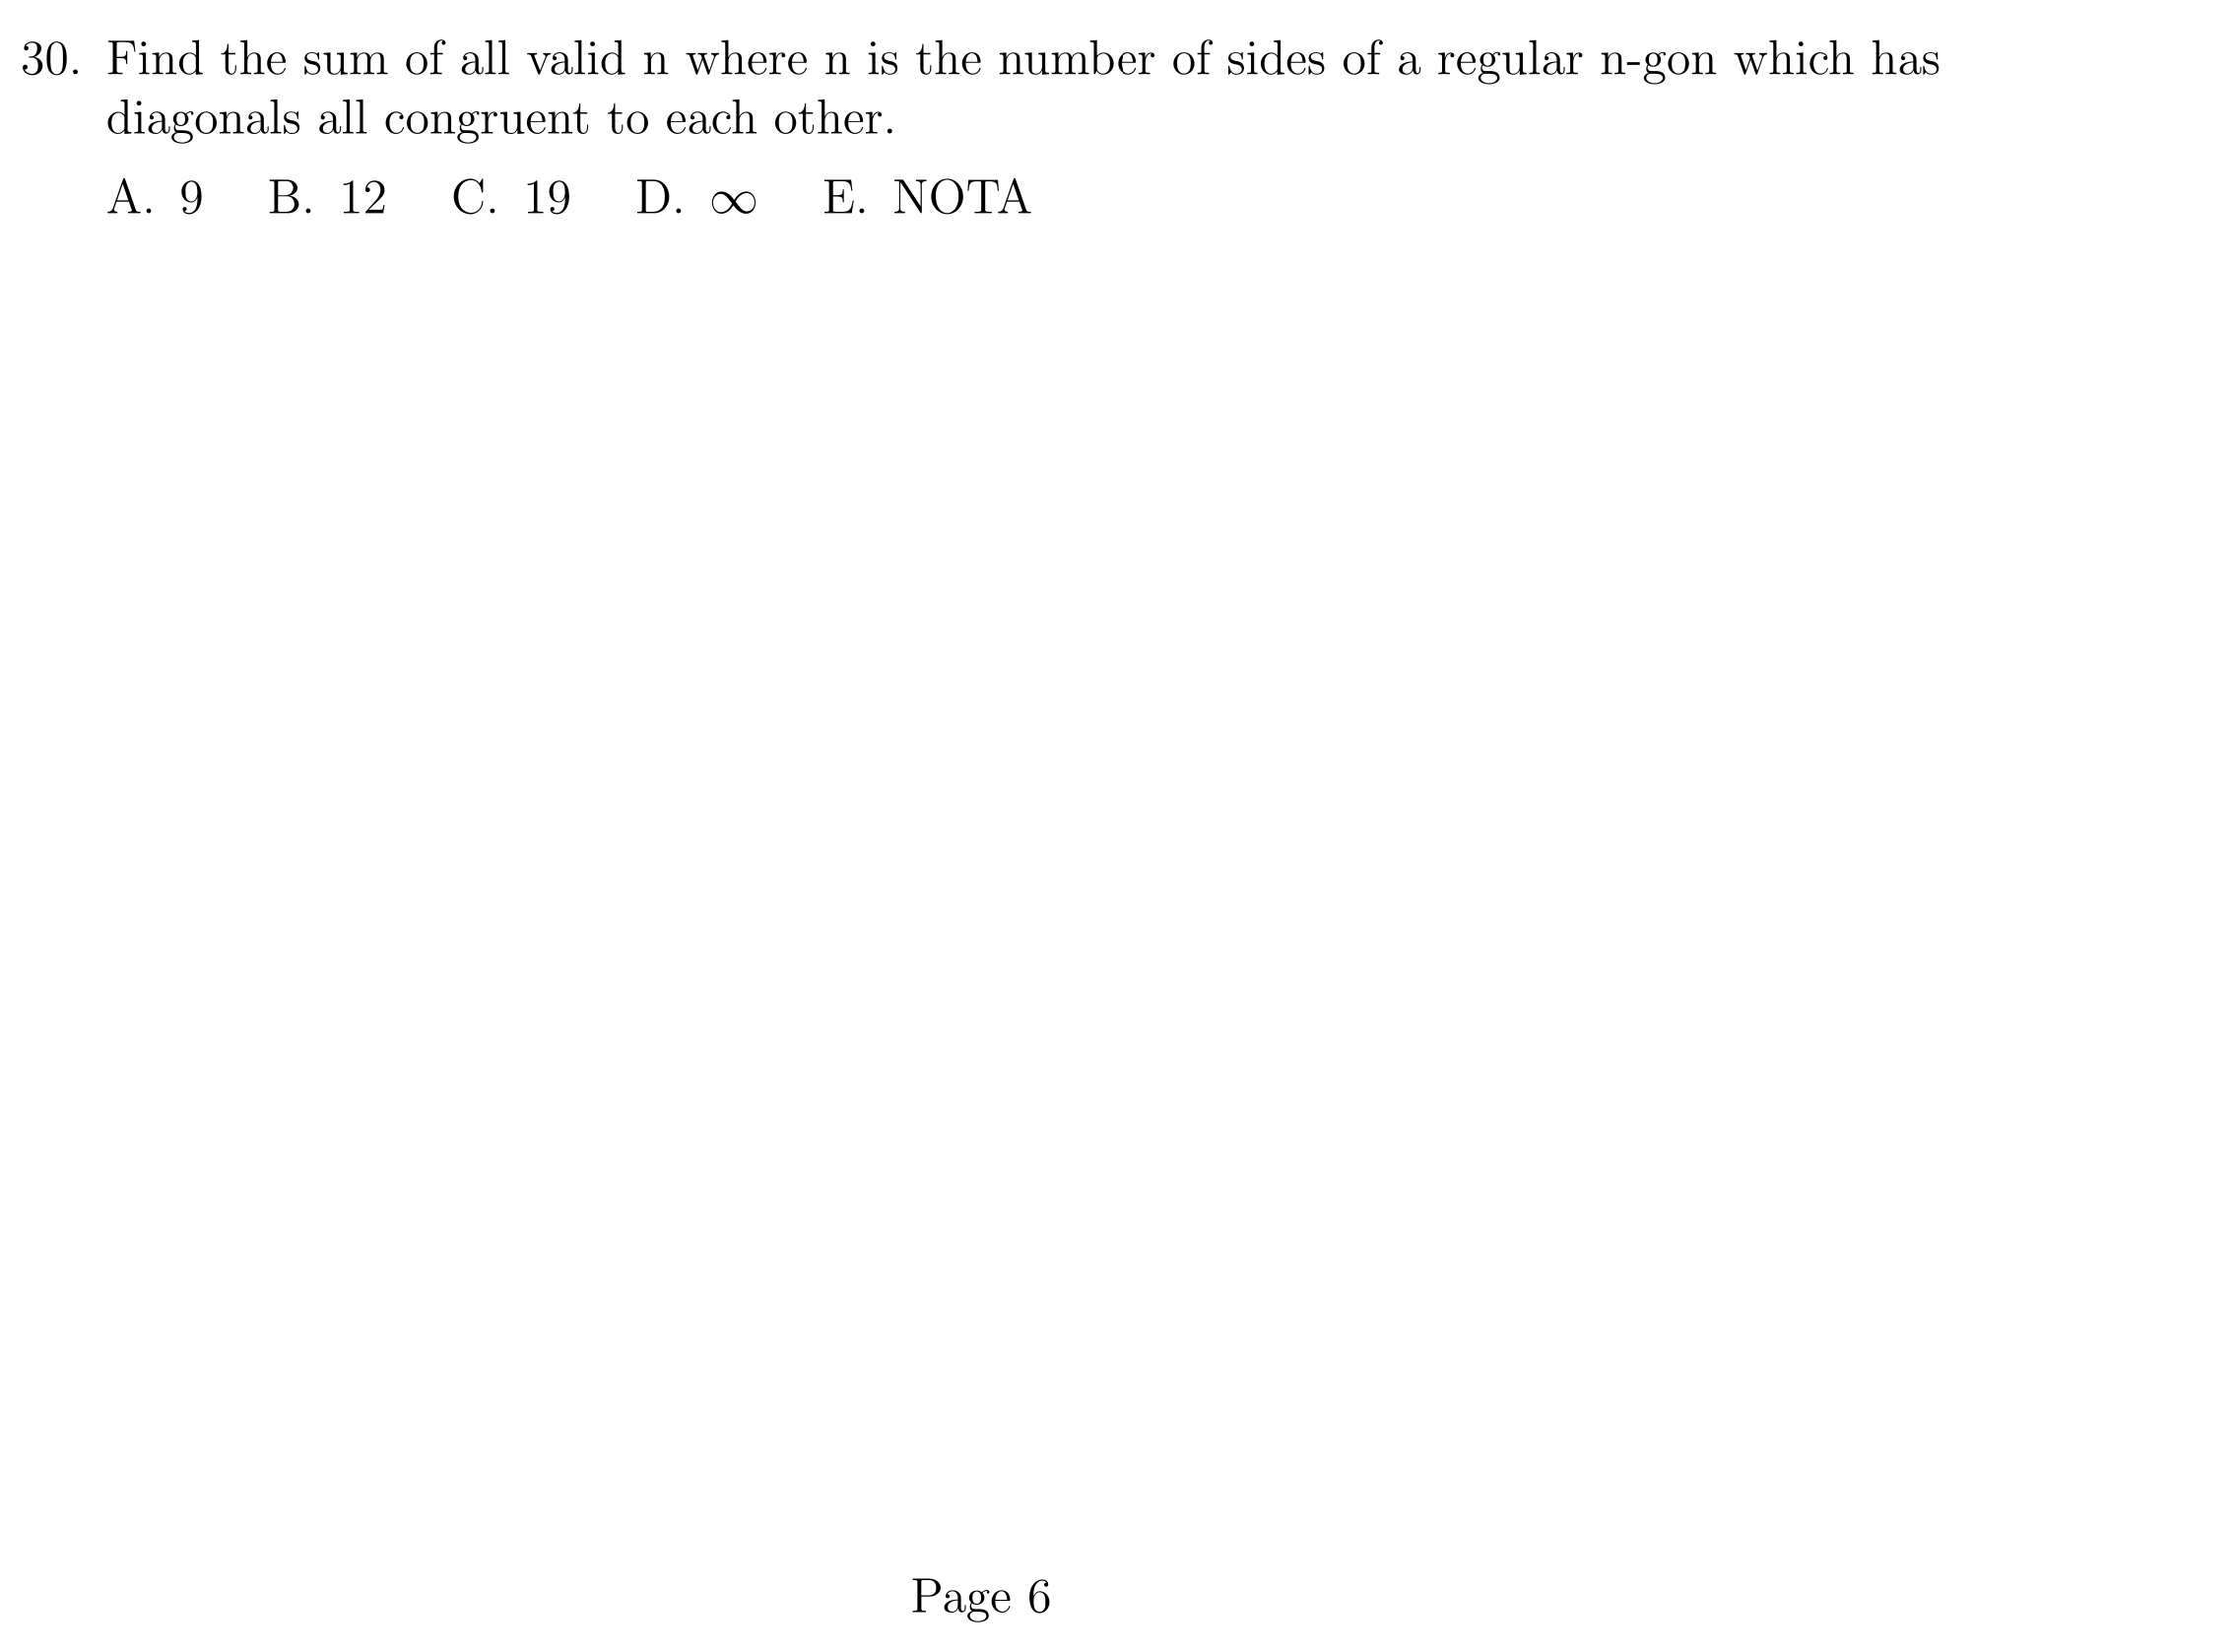 30. Find the sum of all valid n where n is the number of sides of a regular n-gon which has
diagonals all congruent to each other.
A. 9 B. 12 C. 19 D. ∞ E. NOTA
Page 6